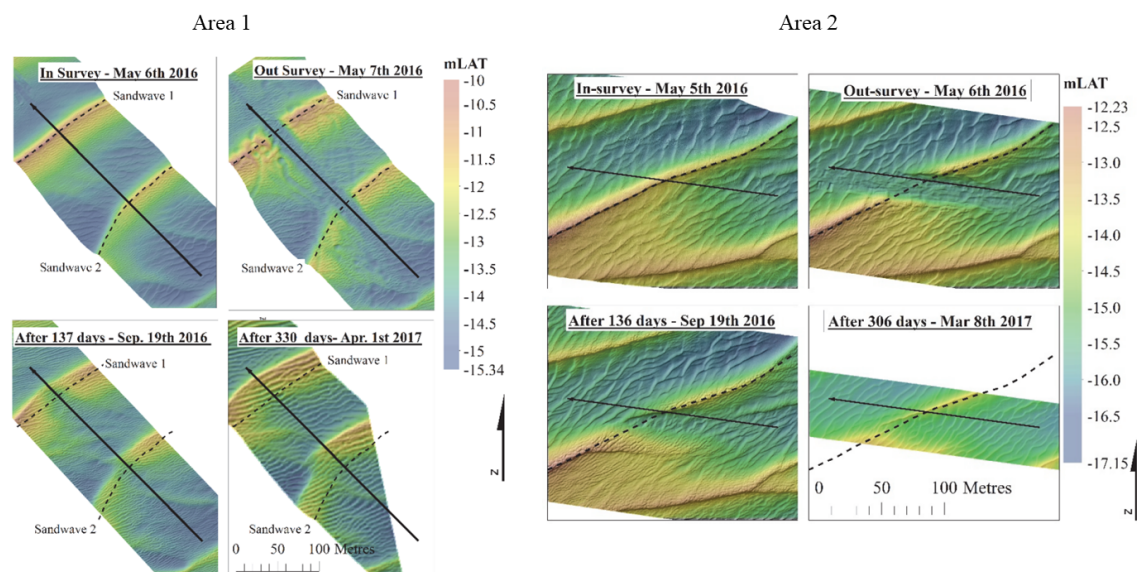 Area 1
Area 2
In Survey - May 6th 2016
Sandwave 1
Sandwave 2
Out Survey - May 7th 2016
Sandwave 1
Sandwave 2
mLAT
-10
-10.5
-11
-11.5
-12
-12.5
-13
-13.5
-14
-14.5
-15
-15.34
After 137 days - Sep. 19th 2016
Sandwave 1
Sandwave 2
After 330 days- Apr. 1st 2017
Sandwave 1
Sandwave 2
0 50 100 Metres
z
In-survey - May 5th 2016
Out-survey - May 6th 2016
mLAT
-12.23
-12.5
-13.0
-13.5
-14.0
-14.5
-15.0
-15.5
-16.0
-16.5
-17.15
After 136 days - Sep 19th 2016
After 306 days - Mar 8th 2017
0 50 100 Metres
z